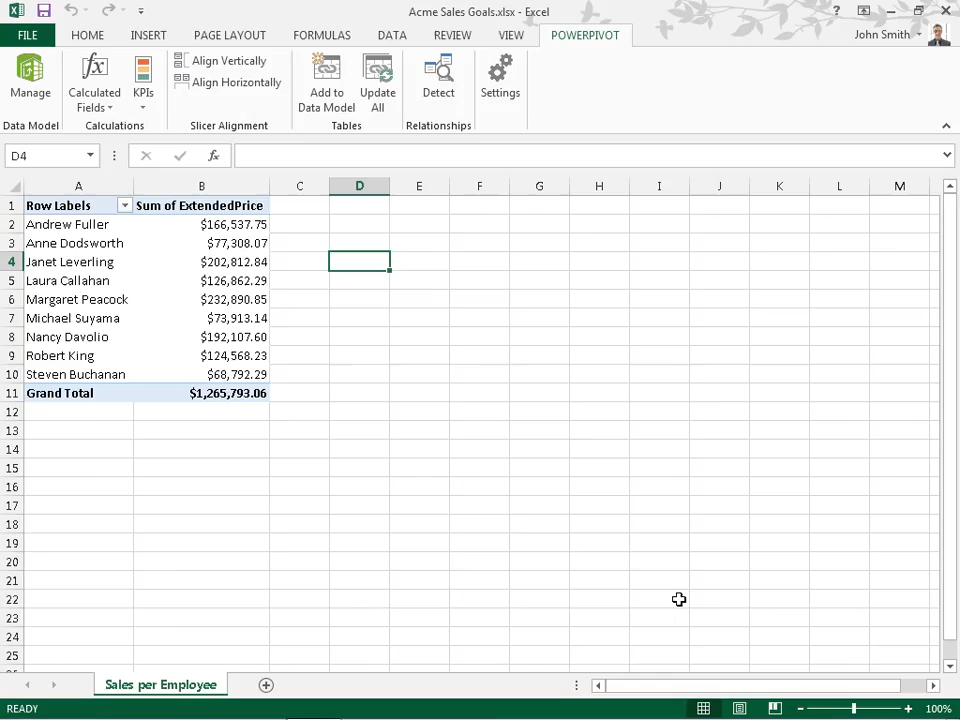 Acme Sales Goals.xlsx - Excel
?
FILE HOME INSERT PAGE LAYOUT FORMULAS DATA REVIEW VIEW POWERPIVOT John Smith
Manage
Calculated
Fields
KPIs
Align Vertically
Align Horizontally
Add to
Data Model
Update
All
Detect
Settings
Data Model Calculations Slicer Alignment Tables Relationships
D4 fx
A B C D E F G H I J K L M
1 Row Labels Sum of ExtendedPrice
2 Andrew Fuller $166,537.75
3 Anne Dodsworth $77,308.07
4 Janet Leverling $202,812.84
5 Laura Callahan $126,862.29
6 Margaret Peacock $232,890.85
7 Michael Suyama $73,913.14
8 Nancy Davolio $192,107.60
9 Robert King $124,568.23
10 Steven Buchanan $68,792.29
11 Grand Total $1,265,793.06
12
13
14
15
16
17
18
19
20
21
22
23
24
25
Sales per Employee
READY 100%